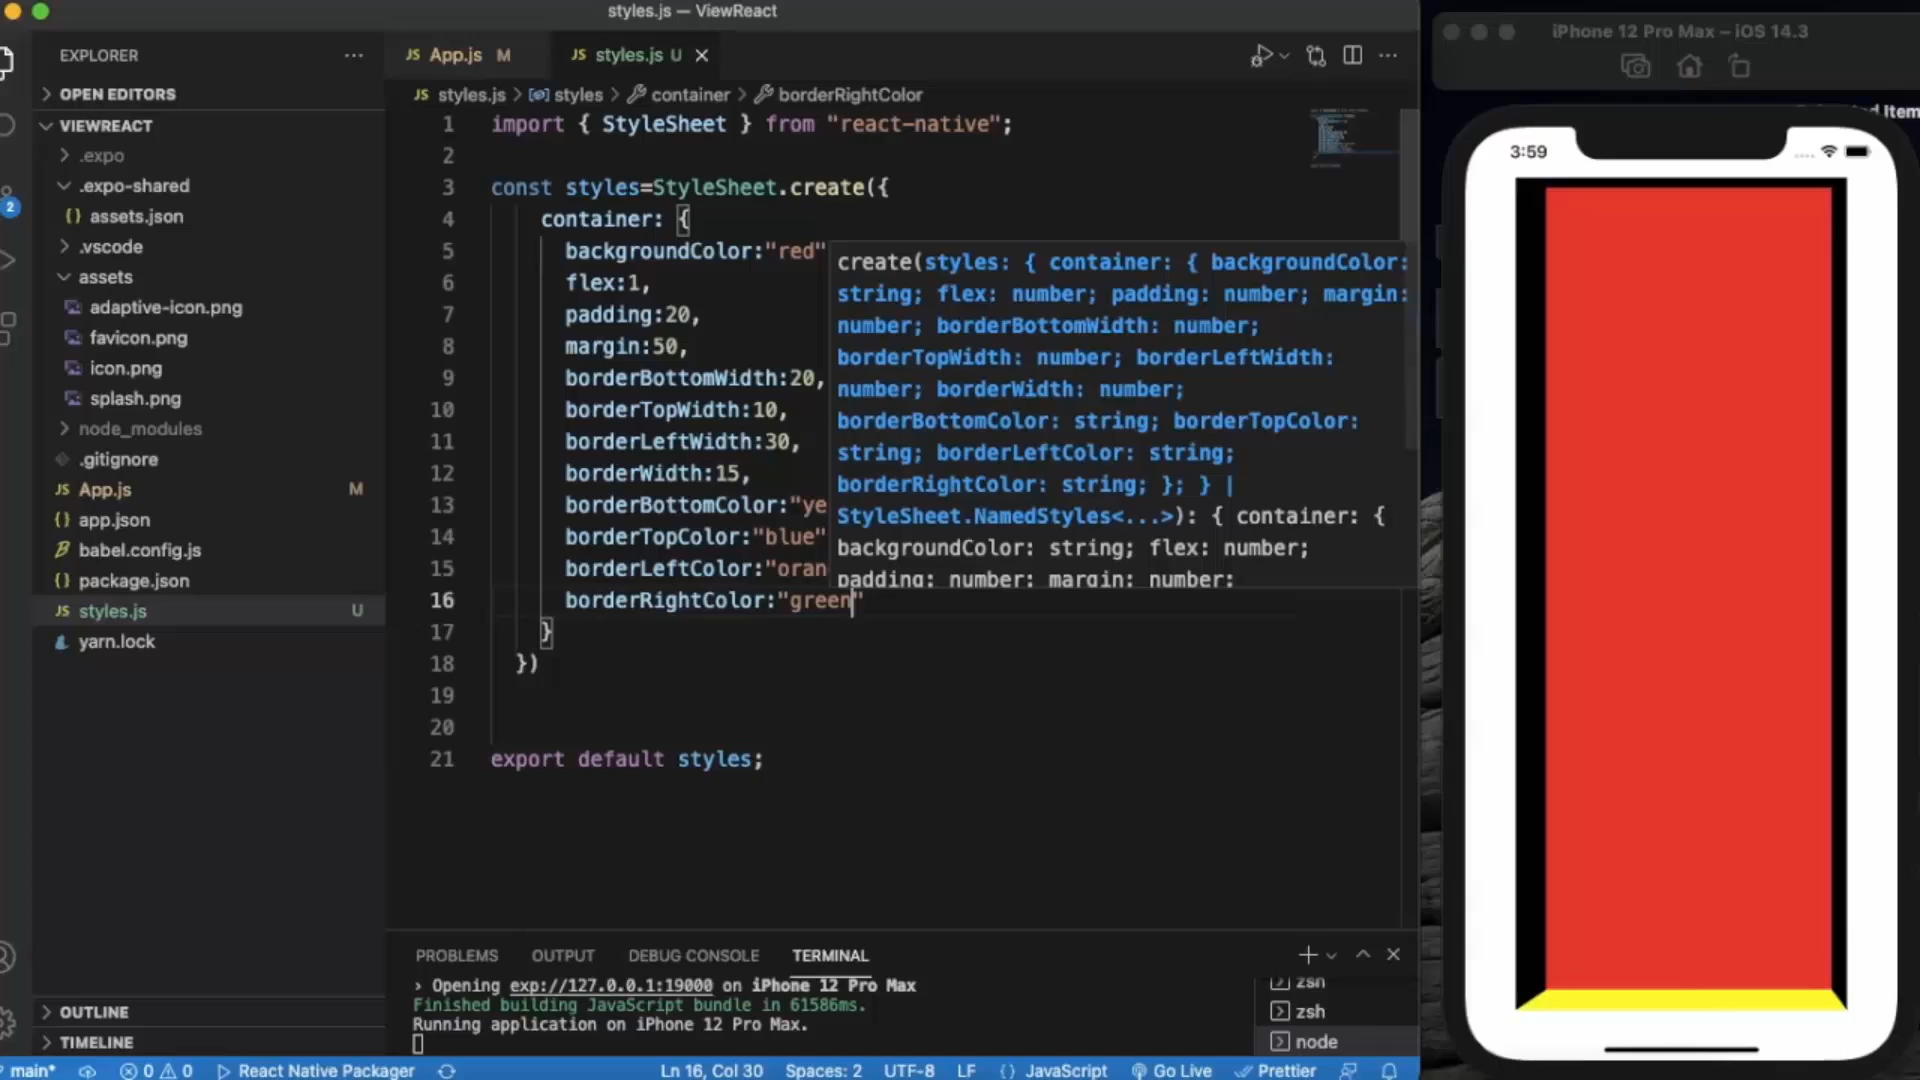 styles.js — ViewReact
iPhone 12 Pro Max – iOS 14.3
EXPLORER
JS App.js M
JS styles.js U
OPEN EDITORS
VIEWREACT
.expo
.expo-shared
{} assets.json
.vscode
assets
adaptive-icon.png
favicon.png
icon.png
splash.png
node_modules
.gitignore
JS App.js M
{} app.json
babel.config.js
{} package.json
JS styles.js U
yarn.lock
OUTLINE
TIMELINE
2
JS styles.js > styles > container > borderRightColor
1 import { StyleSheet } from "react-native";
2
3 const styles=StyleSheet.create({
4 container: {
5 backgroundColor:"red"
6 flex:1,
7 padding:20,
8 margin:50,
9 borderBottomWidth:20,
10 borderTopWidth:10,
11 borderLeftWidth:30,
12 borderWidth:15,
13 borderBottomColor:"ye
14 borderTopColor:"blue"
15 borderLeftColor:"oran
16 borderRightColor:"green"
17 }
18 })
19
20
21 export default styles;
create(styles: { container: { backgroundColor:
string; flex: number; padding: number; margin:
number; borderBottomWidth: number;
borderTopWidth: number; borderLeftWidth:
number; borderWidth: number;
borderBottomColor: string; borderTopColor:
string; borderLeftColor: string;
borderRightColor: string; }; } |
StyleSheet.NamedStyles<...>): { container: {
backgroundColor: string; flex: number;
padding: number; margin: number;
PROBLEMS OUTPUT DEBUG CONSOLE TERMINAL
› Opening exp://127.0.0.1:19000 on iPhone 12 Pro Max
Finished building JavaScript bundle in 61586ms.
Running application on iPhone 12 Pro Max.
zsh
zsh
node
main* 0 0 React Native Packager Ln 16, Col 30 Spaces: 2 UTF-8 LF {} JavaScript Go Live Prettier
Item
3:59